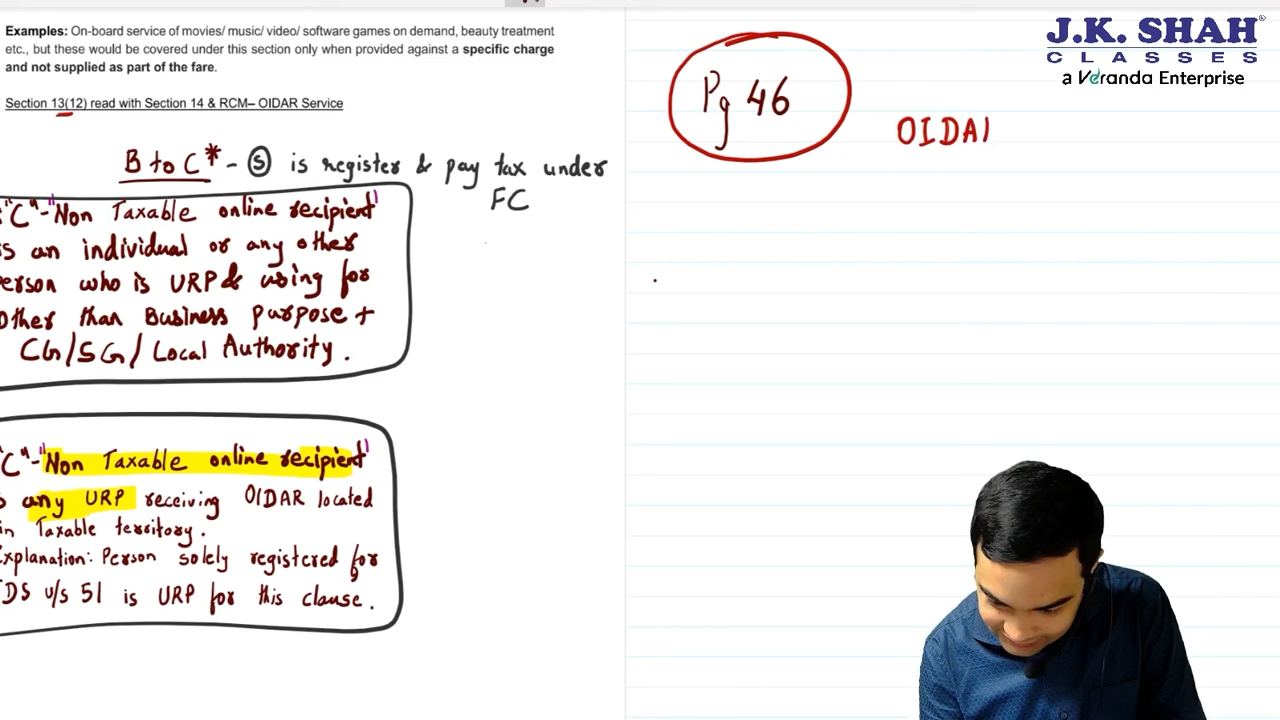 Examples: On-board service of movies/ music/ video/ software games on demand, beauty treatment
etc., but these would be covered under this section only when provided against a specific charge
and not supplied as part of the fare.
Section 13(12) read with Section 14 & RCM– OIDAR Service
B to C* - Ⓢ is register & pay tax under
FC
"C"-"Non Taxable online recipient"
is an individual or any other
person who is URP & using for
other than Business purpose +
CG/SG/Local Authority.
"C"-"Non Taxable online recipient"
any URP receiving OIDAR located
in Taxable territory.
Explanation: Person solely registered for
TDS u/s 51 is URP for this clause.
Pg 46
OIDAI
J.K. SHAH®
CLASSES
a Veranda Enterprise